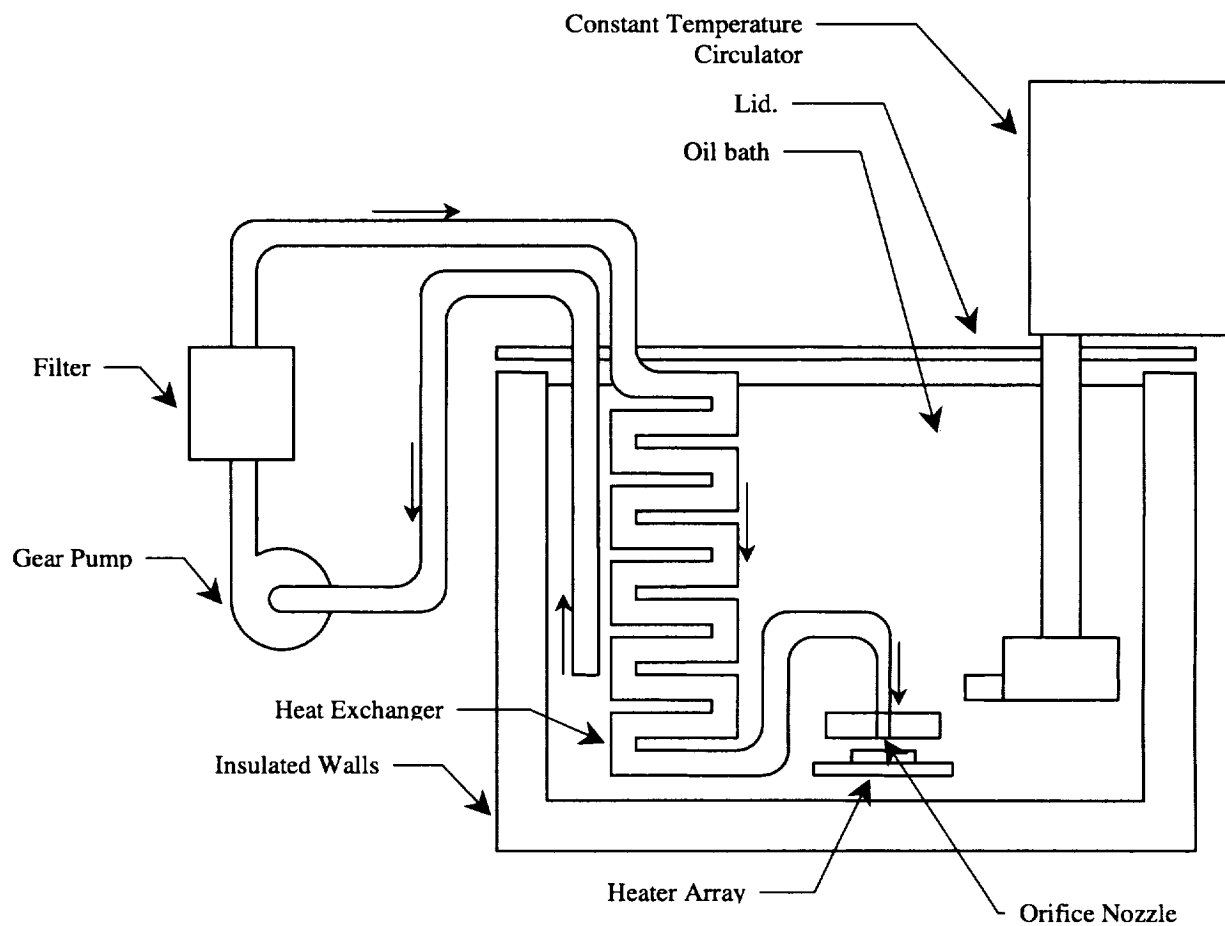 Constant Temperature
Circulator
Lid.
Oil bath
Filter
Gear Pump
Heat Exchanger
Insulated Walls
Heater Array
Orifice Nozzle